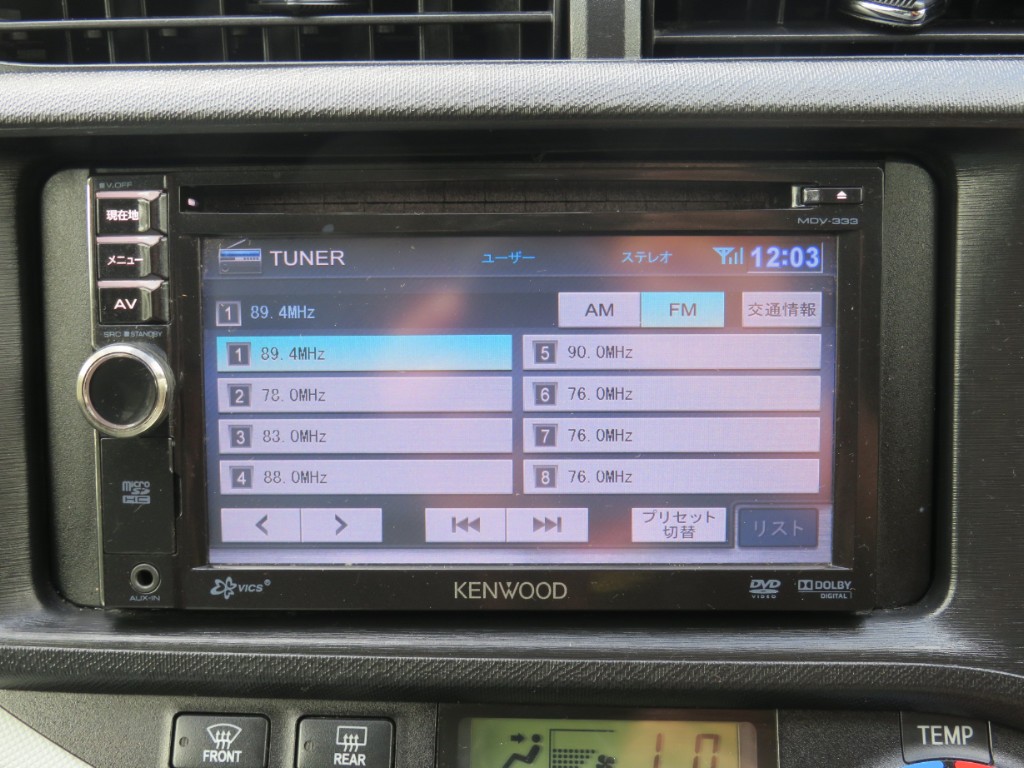 V.OFF
MDV-333
現在地
TUNER
ユーザー
ステレオ
12:03
メニュー
AV
1 89.4MHz
AM
FM
交通情報
SRC STANDBY
1 89.4MHz
5 90.0MHz
2 78.0MHz
6 76.0MHz
3 83.0MHz
7 76.0MHz
4 88.0MHz
8 76.0MHz
micro
SD
HC
< >
プリセット
切替
リスト
AUX-IN
VICS®
KENWOOD
DVD
VIDEO
DOLBY
DIGITAL
FRONT
REAR
TEMP